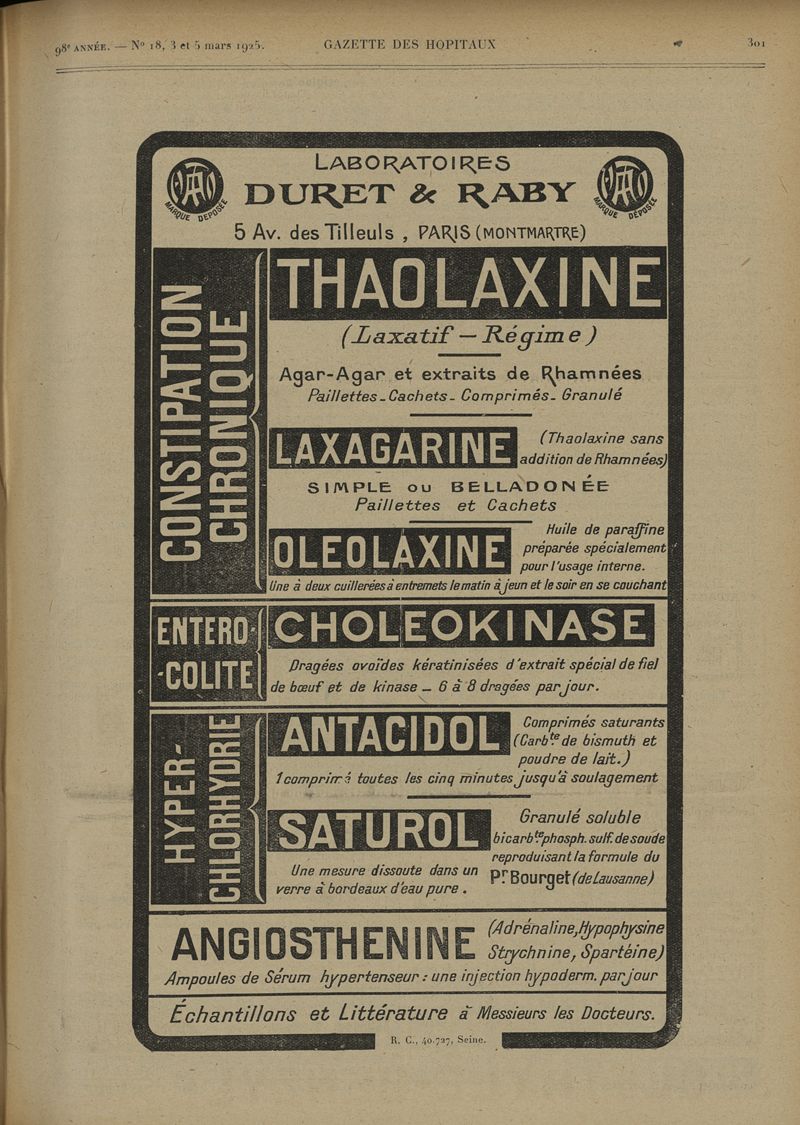 98e ANNÉE. — No 18, 3 et 5 mars 1925.
GAZETTE DES HOPITAUX
301
LABORATOIRES
DURET & RABY
MARQUE DÉPOSÉE
MARQUE DÉPOSÉE
5 Av. des Tilleuls , PARIS (MONTMARTRE)
CONSTIPATION
CHRONIQUE
THAOLAXINE
(Laxatif — Régime)
Agar-Agar et extraits de Rhamnées
Paillettes - Cachets - Comprimés - Granulé
LAXAGARINE
(Thaolaxine sans
addition de Rhamnées)
SIMPLE OU BELLADONÉE
Paillettes et Cachets
OLEOLAXINE
Huile de paraffine
préparée spécialement
pour l'usage interne.
Une à deux cuillerées à entremets le matin à jeun et le soir en se couchant
ENTERO-
-COLITE
CHOLEOKINASE
Dragées ovoïdes kératinisées d'extrait spécial de fiel
de bœuf et de kinase — 6 à 8 dragées par jour.
HYPER-
CHLORHYDRIE
ANTACIDOL
Comprimés saturants
(Carb.te de bismuth et
poudre de lait.)
1 comprimé toutes les cinq minutes jusqu'à soulagement
SATUROL
Granulé soluble
bicarb.te phosph. sulf. de soude
reproduisant la formule du
Pr Bourget (de Lausanne)
Une mesure dissoute dans un
verre à bordeaux d'eau pure .
ANGIOSTHENINE
(Adrénaline, Hypophysine
Strychnine, Spartéine)
Ampoules de Sérum hypertenseur : une injection hypoderm. par jour
Échantillons et Littérature à Messieurs les Docteurs.
R. C., 40.727, Seine.